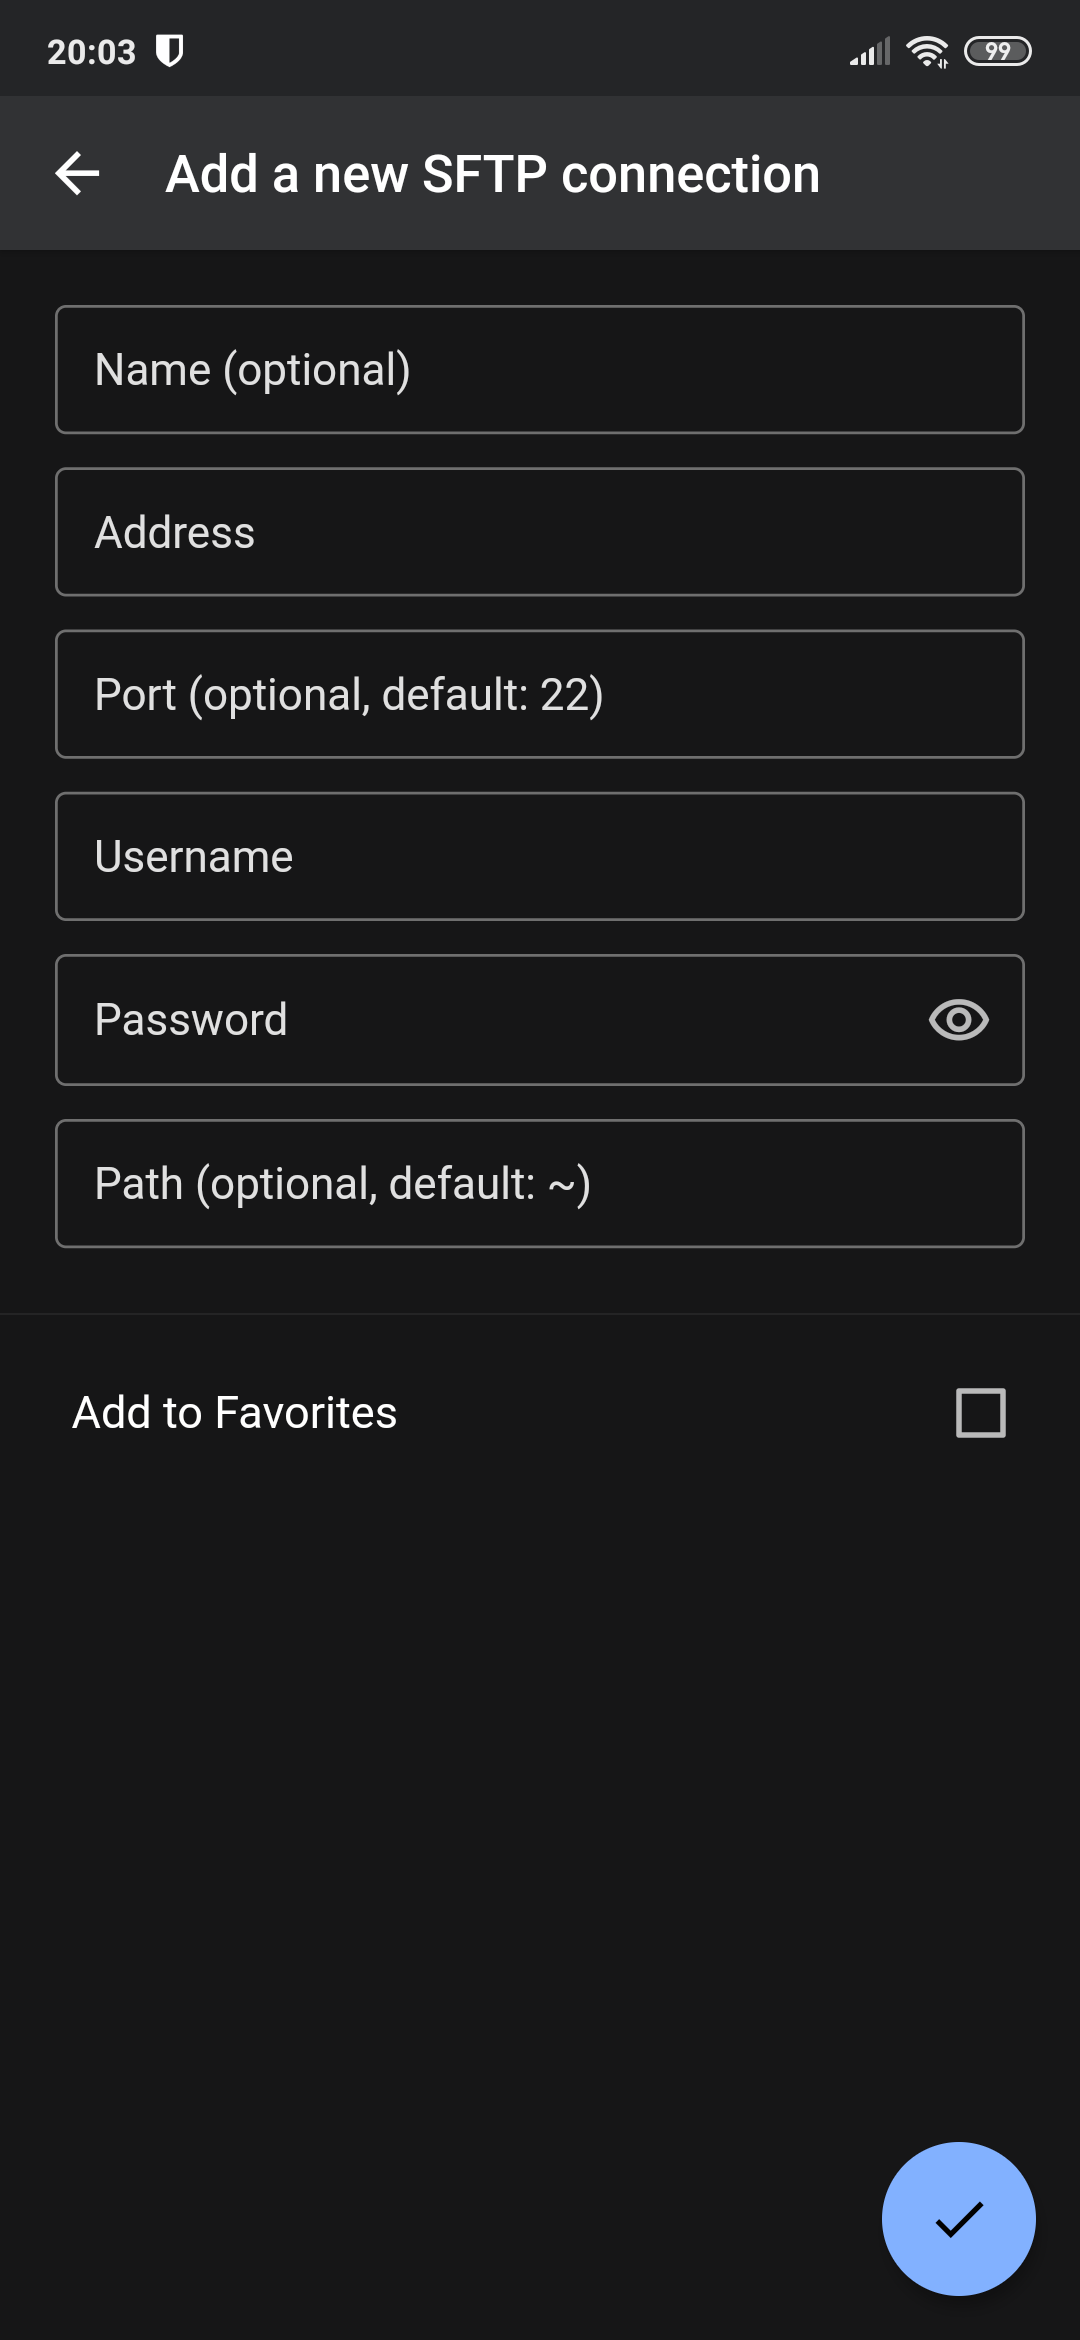 20:03
99
Add a new SFTP connection
Name (optional)
Address
Port (optional, default: 22)
Username
Password
Path (optional, default: ~)
Add to Favorites